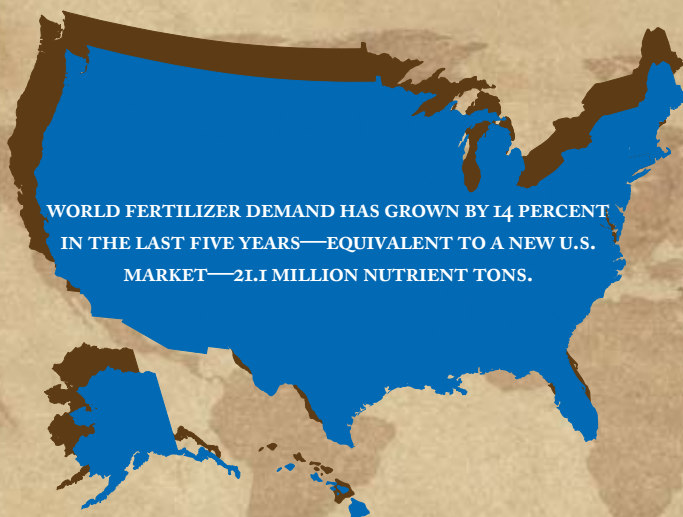 WORLD FERTILIZER DEMAND HAS GROWN BY 14 PERCENT
IN THE LAST FIVE YEARS—EQUIVALENT TO A NEW U.S.
MARKET—21.1 MILLION NUTRIENT TONS.